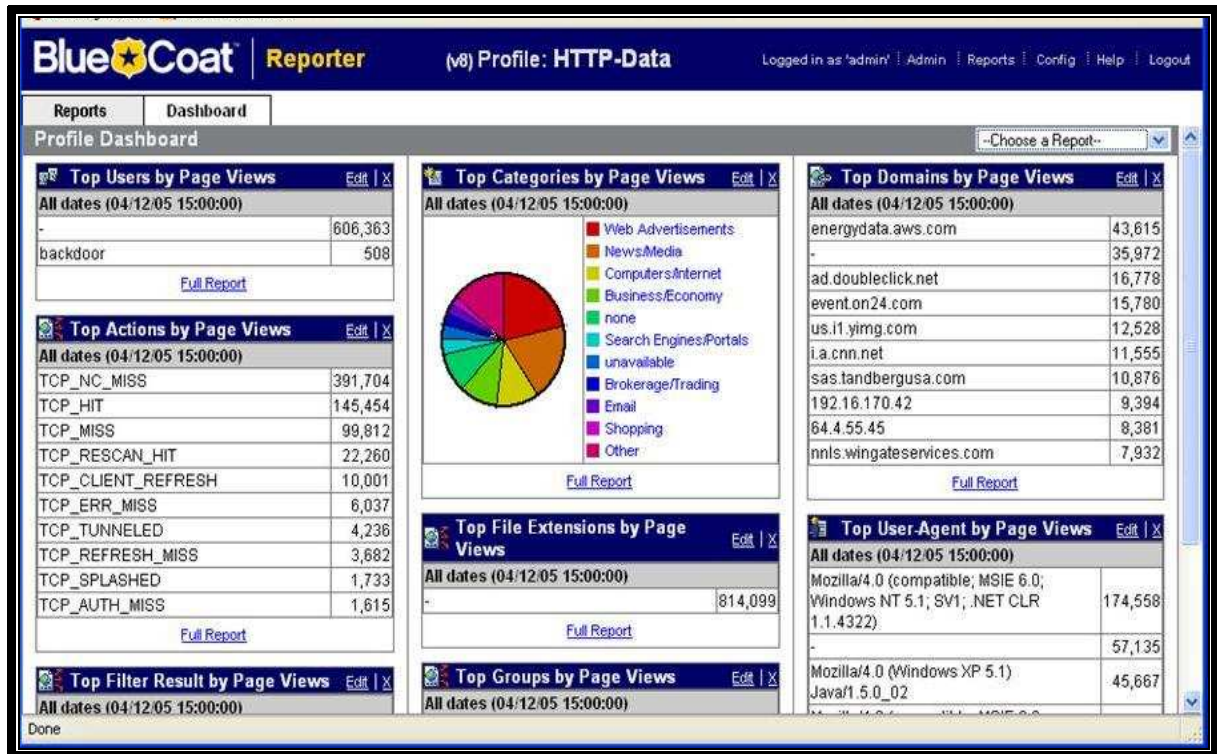 Blue Coat Reporter
(v8) Profile: HTTP-Data
Logged in as 'admin' Admin Reports Config Help Logout
Reports Dashboard
Profile Dashboard
--Choose a Report--
Top Users by Page Views Edit | X
All dates (04/12/05 15:00:00)
- 606,363
backdoor 508
Full Report
Top Actions by Page Views Edit | X
All dates (04/12/05 15:00:00)
TCP_NC_MISS 391,704
TCP_HIT 145,454
TCP_MISS 99,812
TCP_RESCAN_HIT 22,260
TCP_CLIENT_REFRESH 10,001
TCP_ERR_MISS 6,037
TCP_TUNNELED 4,236
TCP_REFRESH_MISS 3,682
TCP_SPLASHED 1,733
TCP_AUTH_MISS 1,615
Full Report
Top Filter Result by Page Views Edit | X
All dates (04/12/05 15:00:00)
Top Categories by Page Views Edit | X
All dates (04/12/05 15:00:00)
Web Advertisements
News/Media
Computers/Internet
Business/Economy
none
Search Engines/Portals
unavailable
Brokerage/Trading
Email
Shopping
Other
Full Report
Top File Extensions by Page
Views Edit | X
All dates (04/12/05 15:00:00)
- 814,099
Full Report
Top Groups by Page Views Edit | X
All dates (04/12/05 15:00:00)
Top Domains by Page Views Edit | X
All dates (04/12/05 15:00:00)
energydata.aws.com 43,615
- 35,972
ad.doubleclick.net 16,778
event.on24.com 15,780
us.i1.yimg.com 12,528
i.a.cnn.net 11,555
sas.tandbergusa.com 10,876
192.16.170.42 9,394
64.4.55.45 8,381
nnls.wingateservices.com 7,932
Full Report
Top User-Agent by Page Views Edit | X
All dates (04/12/05 15:00:00)
Mozilla/4.0 (compatible; MSIE 6.0;
Windows NT 5.1; SV1; .NET CLR 174,558
1.1.4322)
- 57,135
Mozilla/4.0 (Windows XP 5.1)
Java/1.5.0_02 45,667
Done